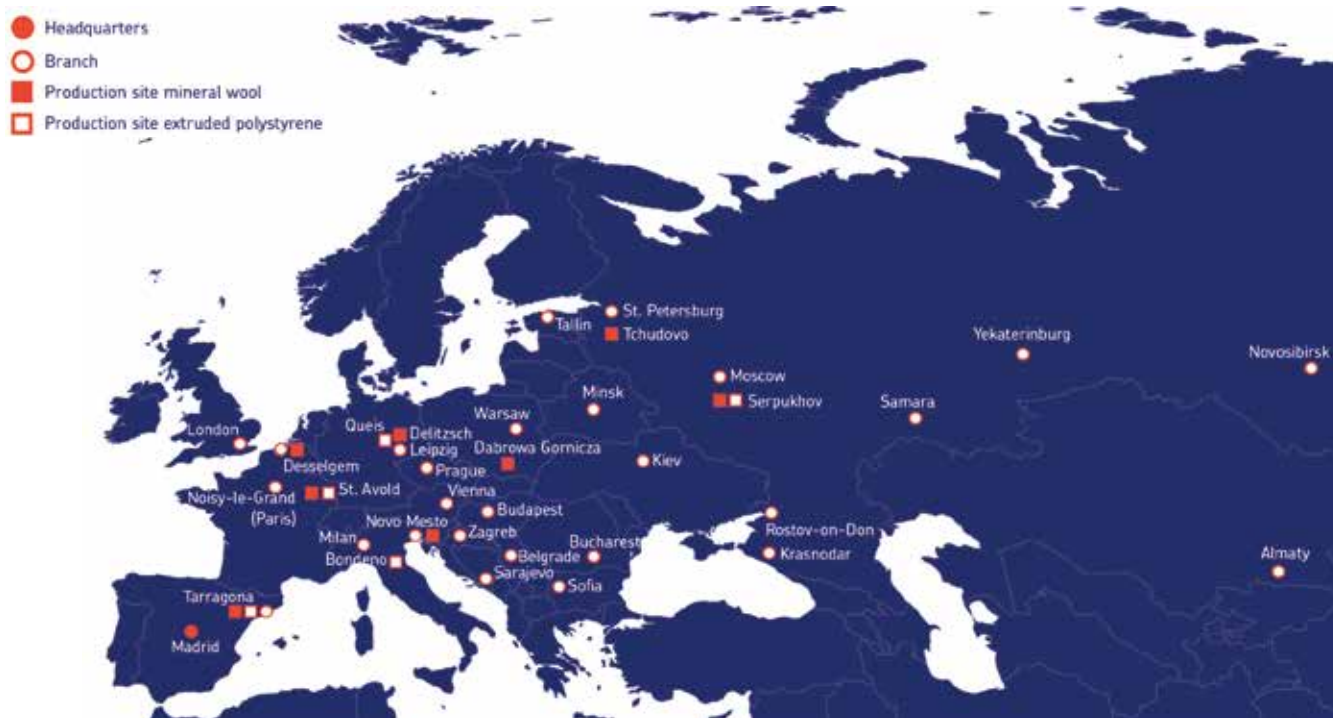 Headquarters
Branch
Production site mineral wool
Production site extruded polystyrene
St. Petersburg
Tallin
Tchudovo
Yekaterinburg
Novosibirsk
Moscow
Serpukhov
Minsk
Samara
Warsaw
London
Queis
Delitzsch
Leipzig
Dabrowa Gornicza
Kiev
Desselgem
Prague
Noisy-le-Grand
(Paris)
St. Avold
Vienna
Budapest
Novo Mesto
Zagreb
Rostov-on-Don
Milan
Bondeno
Belgrade
Bucharest
Krasnodar
Almaty
Sarajevo
Sofia
Tarragona
Madrid